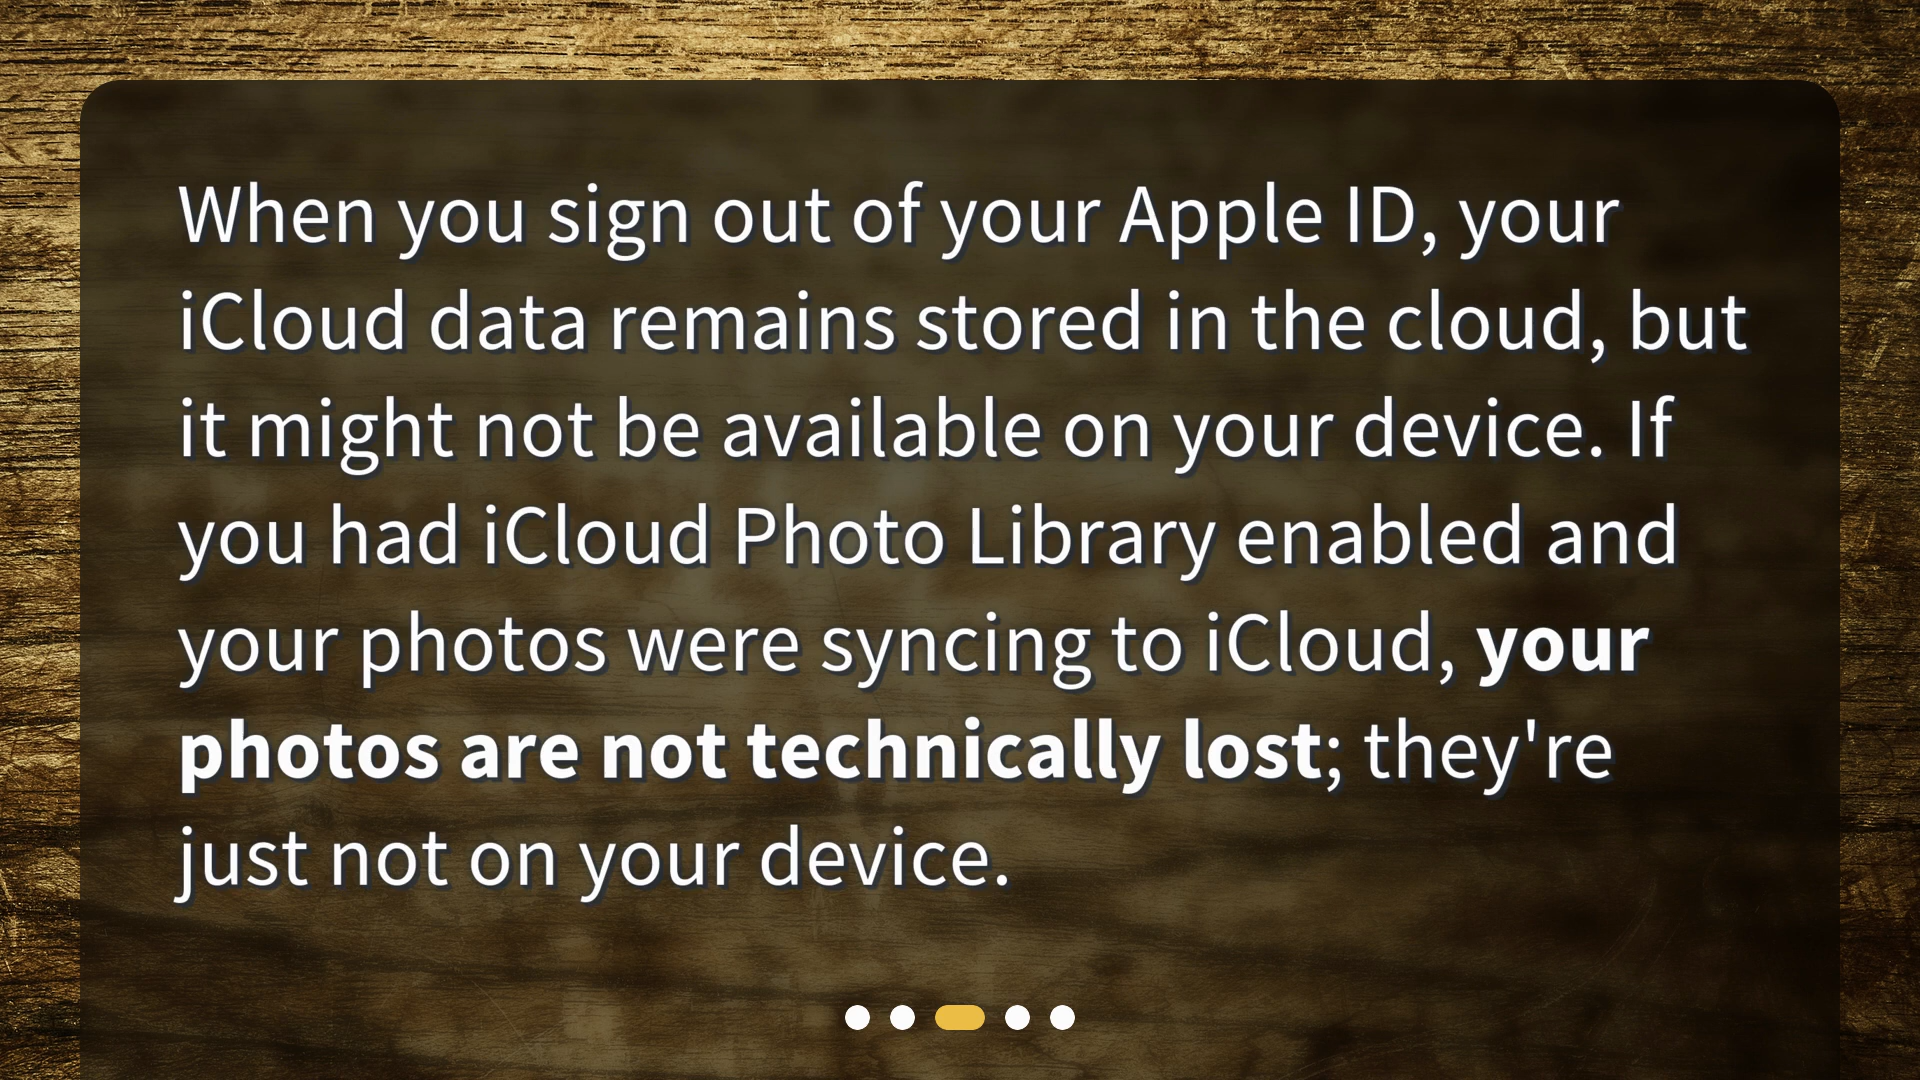 When you sign out of your Apple ID, your
iCloud data remains stored in the cloud, but
it might not be available on your device. If
you had iCloud Photo Library enabled and
your photos were syncing to iCloud, your
photos are not technically lost; they're
just not on your device.